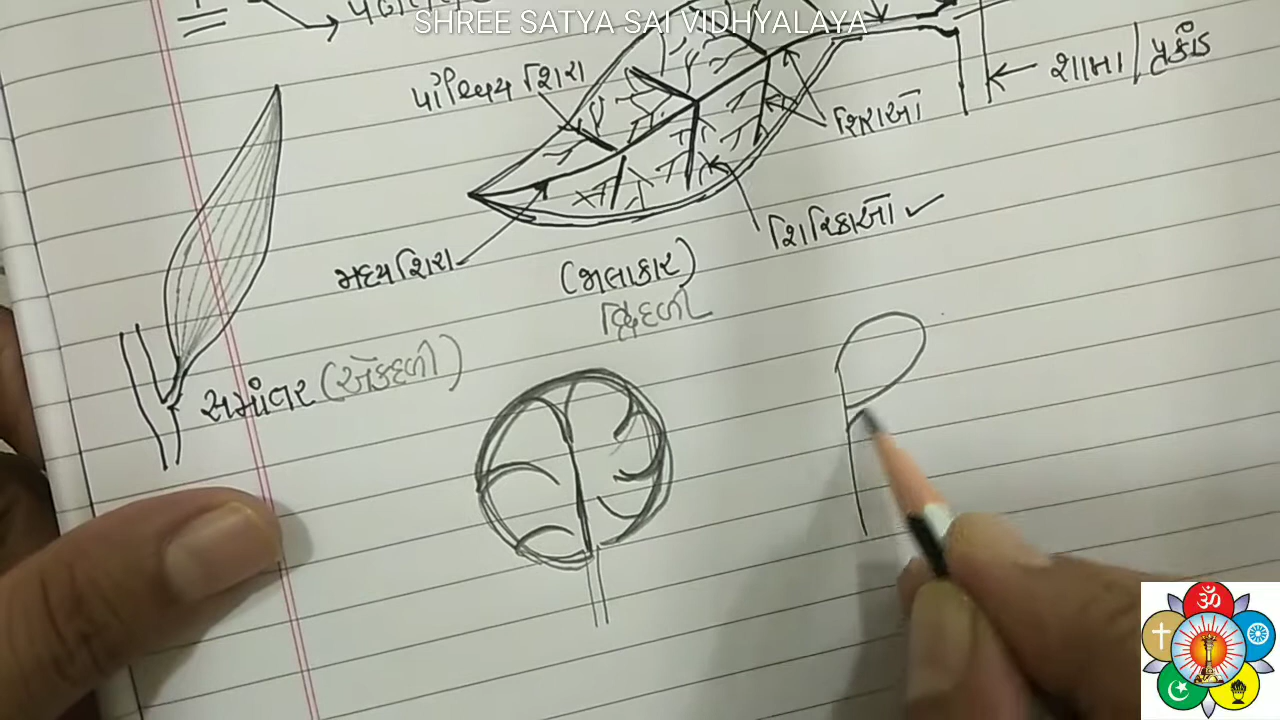 SHREE SATYA SAI VIDHYALAYA
શાખા/પ્રકાંડ
શિરાઓ
શિરિકાઓ ✓
મધ્યશિરા
(જાલાકાર)
દ્વિદળી
સમાંતર (એકદળી)